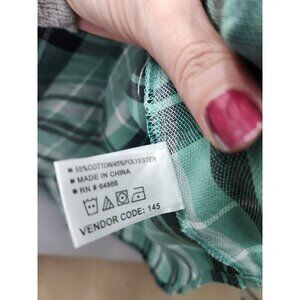 ■ 55%COTTON/45%POLYESTER
■ MADE IN CHINA
■ RN # 64866
VENDOR CODE: 145